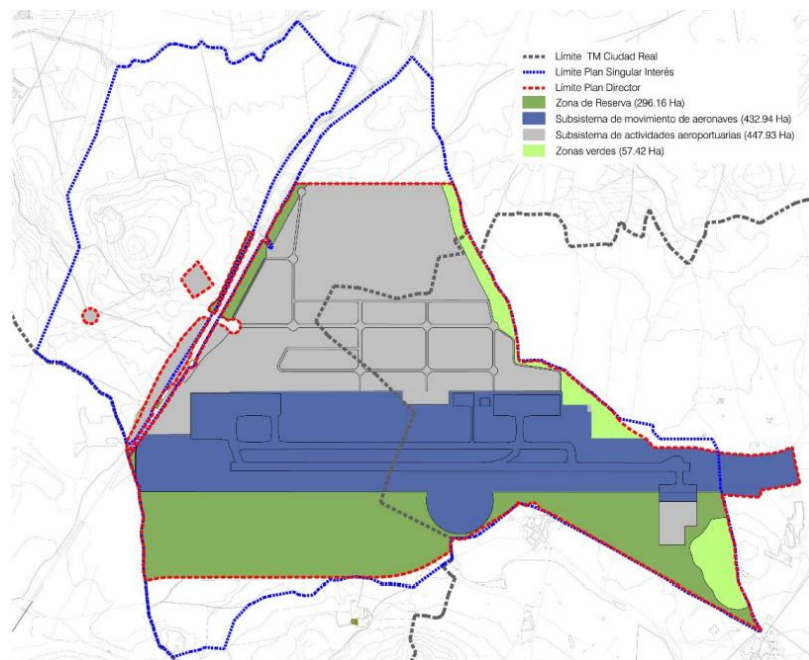 Límite TM Ciudad Real
Límite Plan Singular Interés
Límite Plan Director
Zona de Reserva (296.16 Ha)
Subsistema de movimiento de aeronaves (432.94 Ha)
Subsistema de actividades aeroportuarias (447.93 Ha)
Zonas verdes (57.42 Ha)